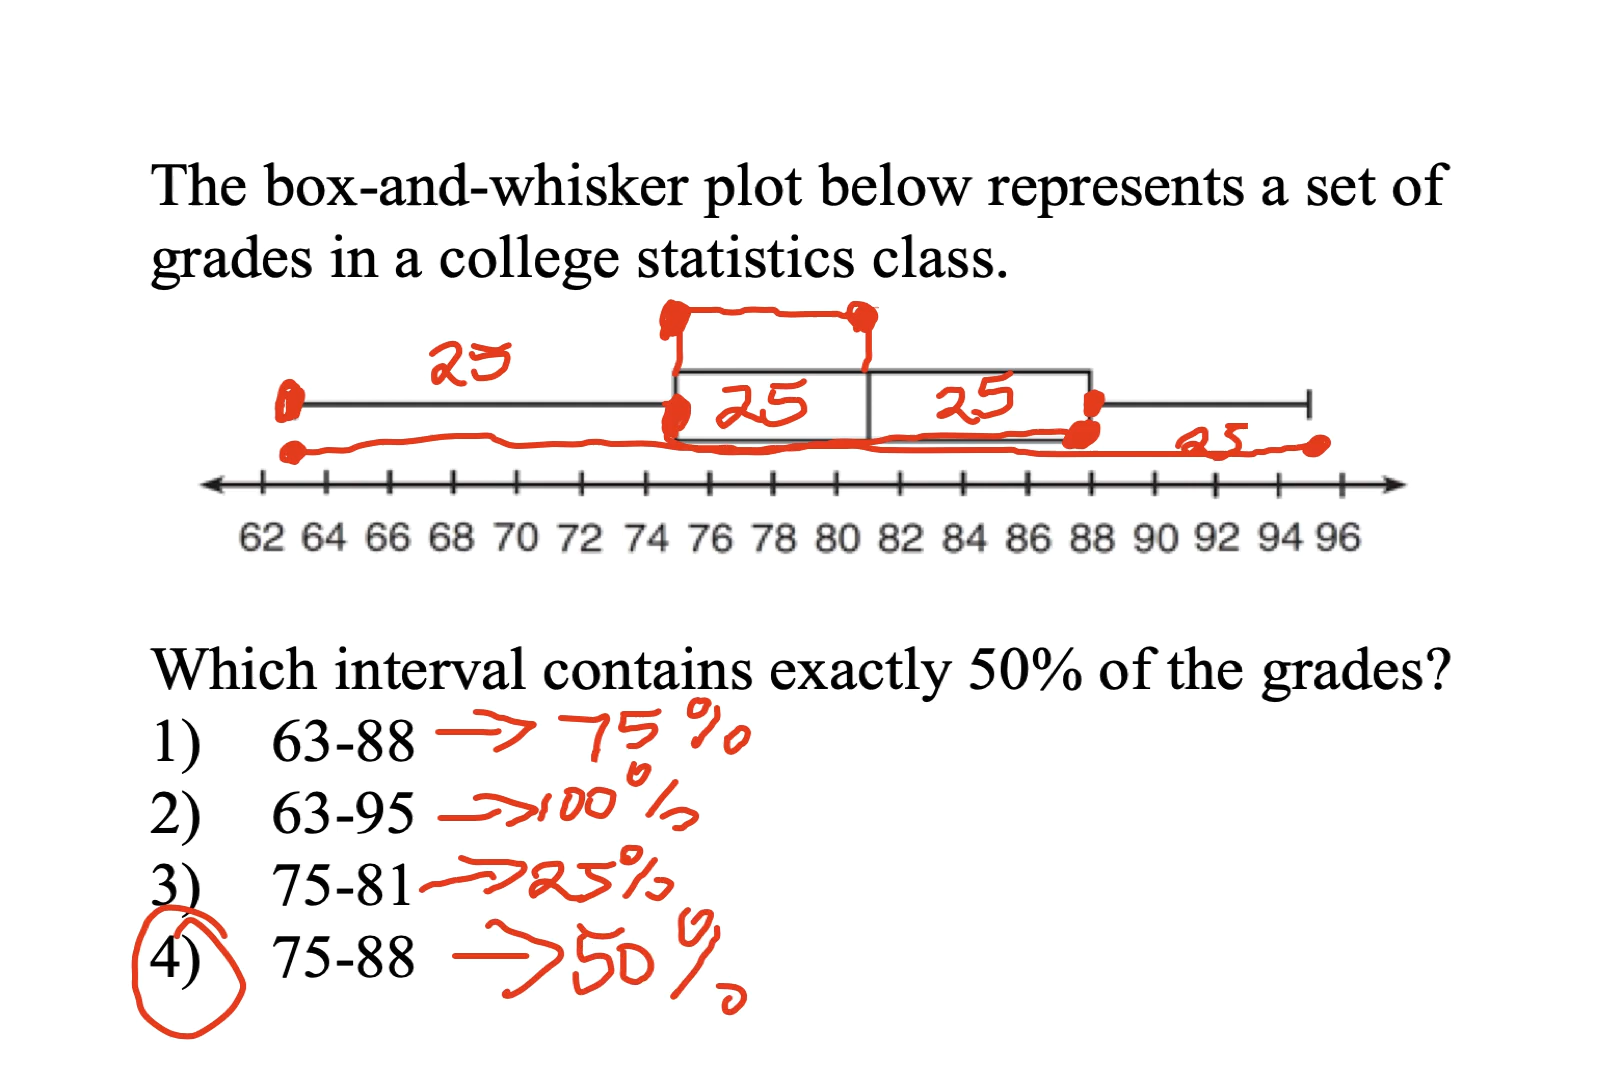 The box-and-whisker plot below represents a set of
grades in a college statistics class.
25
25 25
25
62 64 66 68 70 72 74 76 78 80 82 84 86 88 90 92 94 96
Which interval contains exactly 50% of the grades?
1) 63-88 → 75%
2) 63-95 → 100%
3) 75-81 → 25%
4) 75-88 → 50%